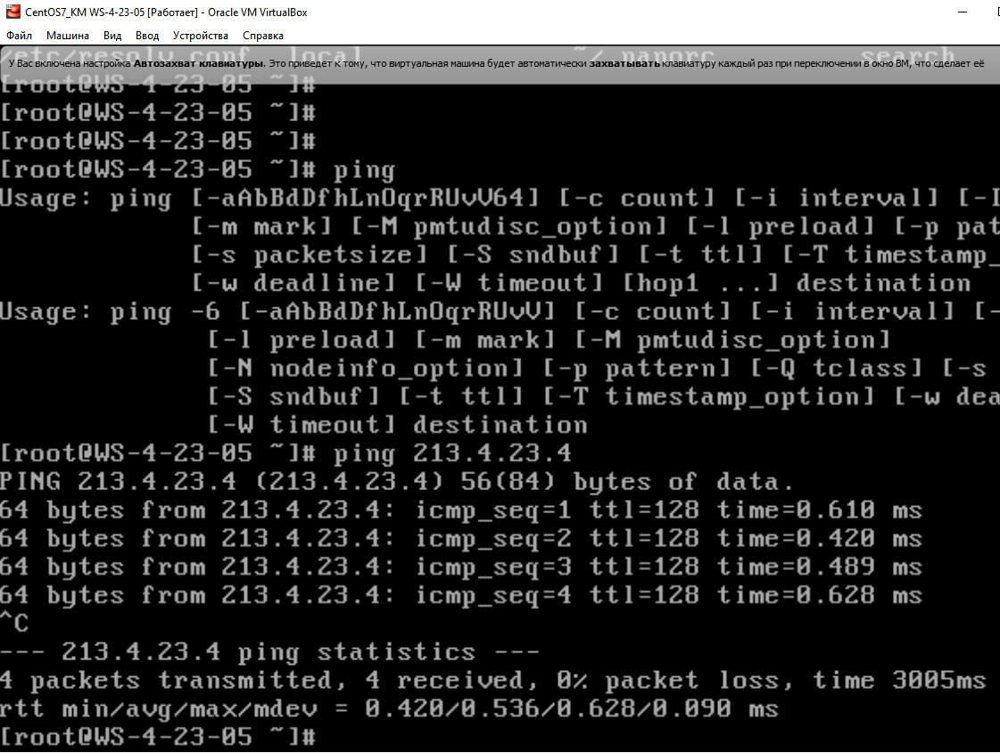 CentOS7_KM WS-4-23-05 [Работает] - Oracle VM VirtualBox
Файл Машина Вид Ввод Устройства Справка
/etc/resolv.conf local ~/.nanorc search
У Вас включена настройка Автозахват клавиатуры. Это приведёт к тому, что виртуальная машина будет автоматически захватывать клавиатуру каждый раз при переключении в окно ВМ, что сделает её
[root@WS-4-23-05 ~]#
[root@WS-4-23-05 ~]#
[root@WS-4-23-05 ~]#
[root@WS-4-23-05 ~]# ping
Usage: ping [-aAbBdDfhLnOqrRUvV64] [-c count] [-i interval] [-I
[-m mark] [-M pmtudisc_option] [-l preload] [-p pat
[-s packetsize] [-S sndbuf] [-t ttl] [-T timestamp_
[-w deadline] [-W timeout] [hop1 ...] destination
Usage: ping -6 [-aAbBdDfhLnOqrRUvV] [-c count] [-i interval] [-
[-l preload] [-m mark] [-M pmtudisc_option]
[-N nodeinfo_option] [-p pattern] [-Q tclass] [-s
[-S sndbuf] [-t ttl] [-T timestamp_option] [-w dea
[-W timeout] destination
[root@WS-4-23-05 ~]# ping 213.4.23.4
PING 213.4.23.4 (213.4.23.4) 56(84) bytes of data.
64 bytes from 213.4.23.4: icmp_seq=1 ttl=128 time=0.610 ms
64 bytes from 213.4.23.4: icmp_seq=2 ttl=128 time=0.420 ms
64 bytes from 213.4.23.4: icmp_seq=3 ttl=128 time=0.489 ms
64 bytes from 213.4.23.4: icmp_seq=4 ttl=128 time=0.628 ms
^C
--- 213.4.23.4 ping statistics ---
4 packets transmitted, 4 received, 0% packet loss, time 3005ms
rtt min/avg/max/mdev = 0.420/0.536/0.628/0.090 ms
[root@WS-4-23-05 ~]#